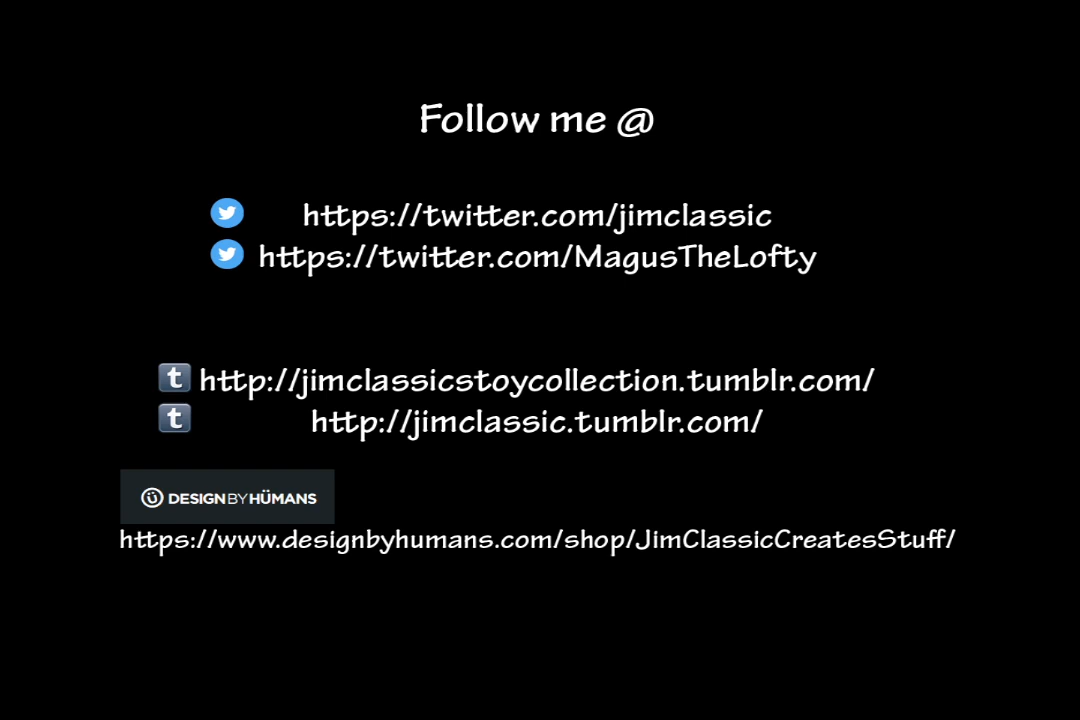 Follow me @
https://twitter.com/jimclassic
https://twitter.com/MagusTheLofty
t http://jimclassicstoycollection.tumblr.com/
t http://jimclassic.tumblr.com/
ü DESIGNBYHÜMANS
https://www.designbyhumans.com/shop/JimClassicCreatesStuff/